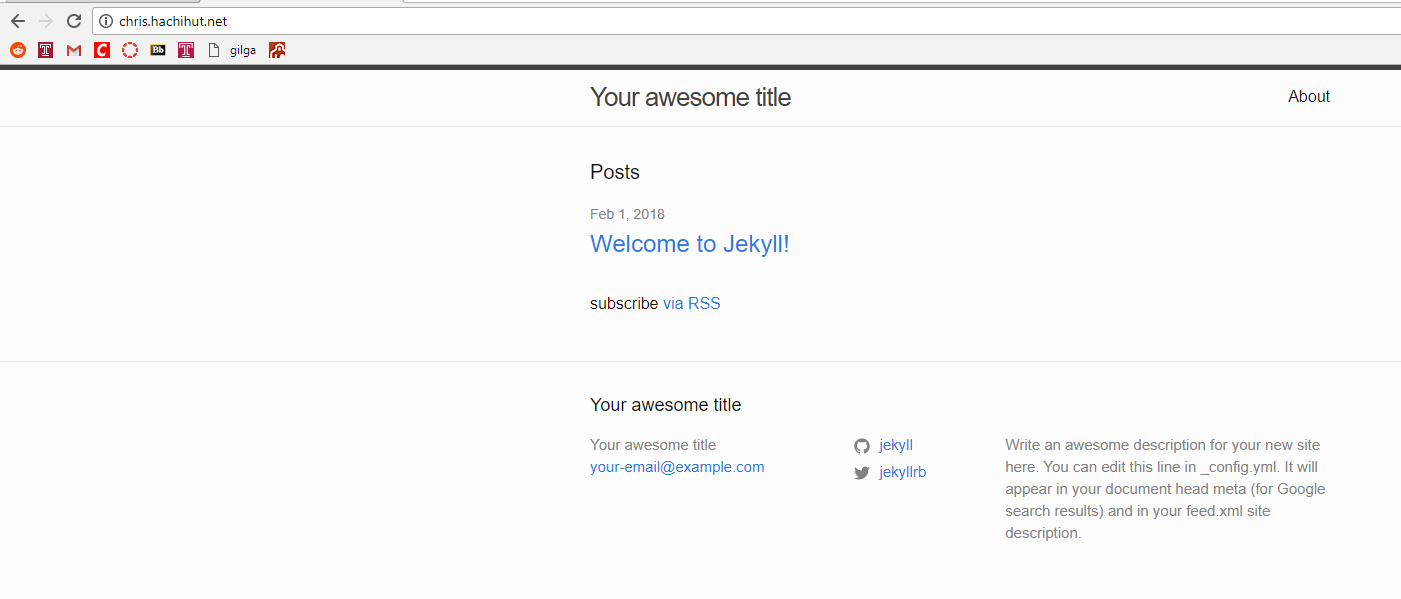 chris.hachihut.net
T C Bb T gilga
Your awesome title About
Posts
Feb 1, 2018
Welcome to Jekyll!
subscribe via RSS
Your awesome title
Your awesome title
your-email@example.com
jekyll
jekyllrb
Write an awesome description for your new site
here. You can edit this line in _config.yml. It will
appear in your document head meta (for Google
search results) and in your feed.xml site
description.